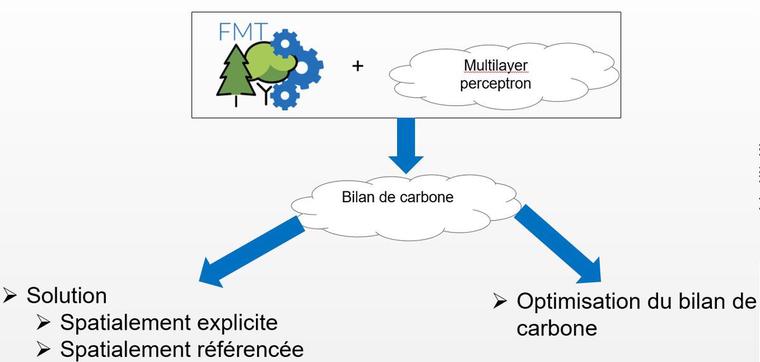 FMT
+
Multilayer
perceptron
Bilan de carbone
➢ Solution
➢ Spatialement explicite
➢ Spatialement référencée
➢ Optimisation du bilan de
carbone